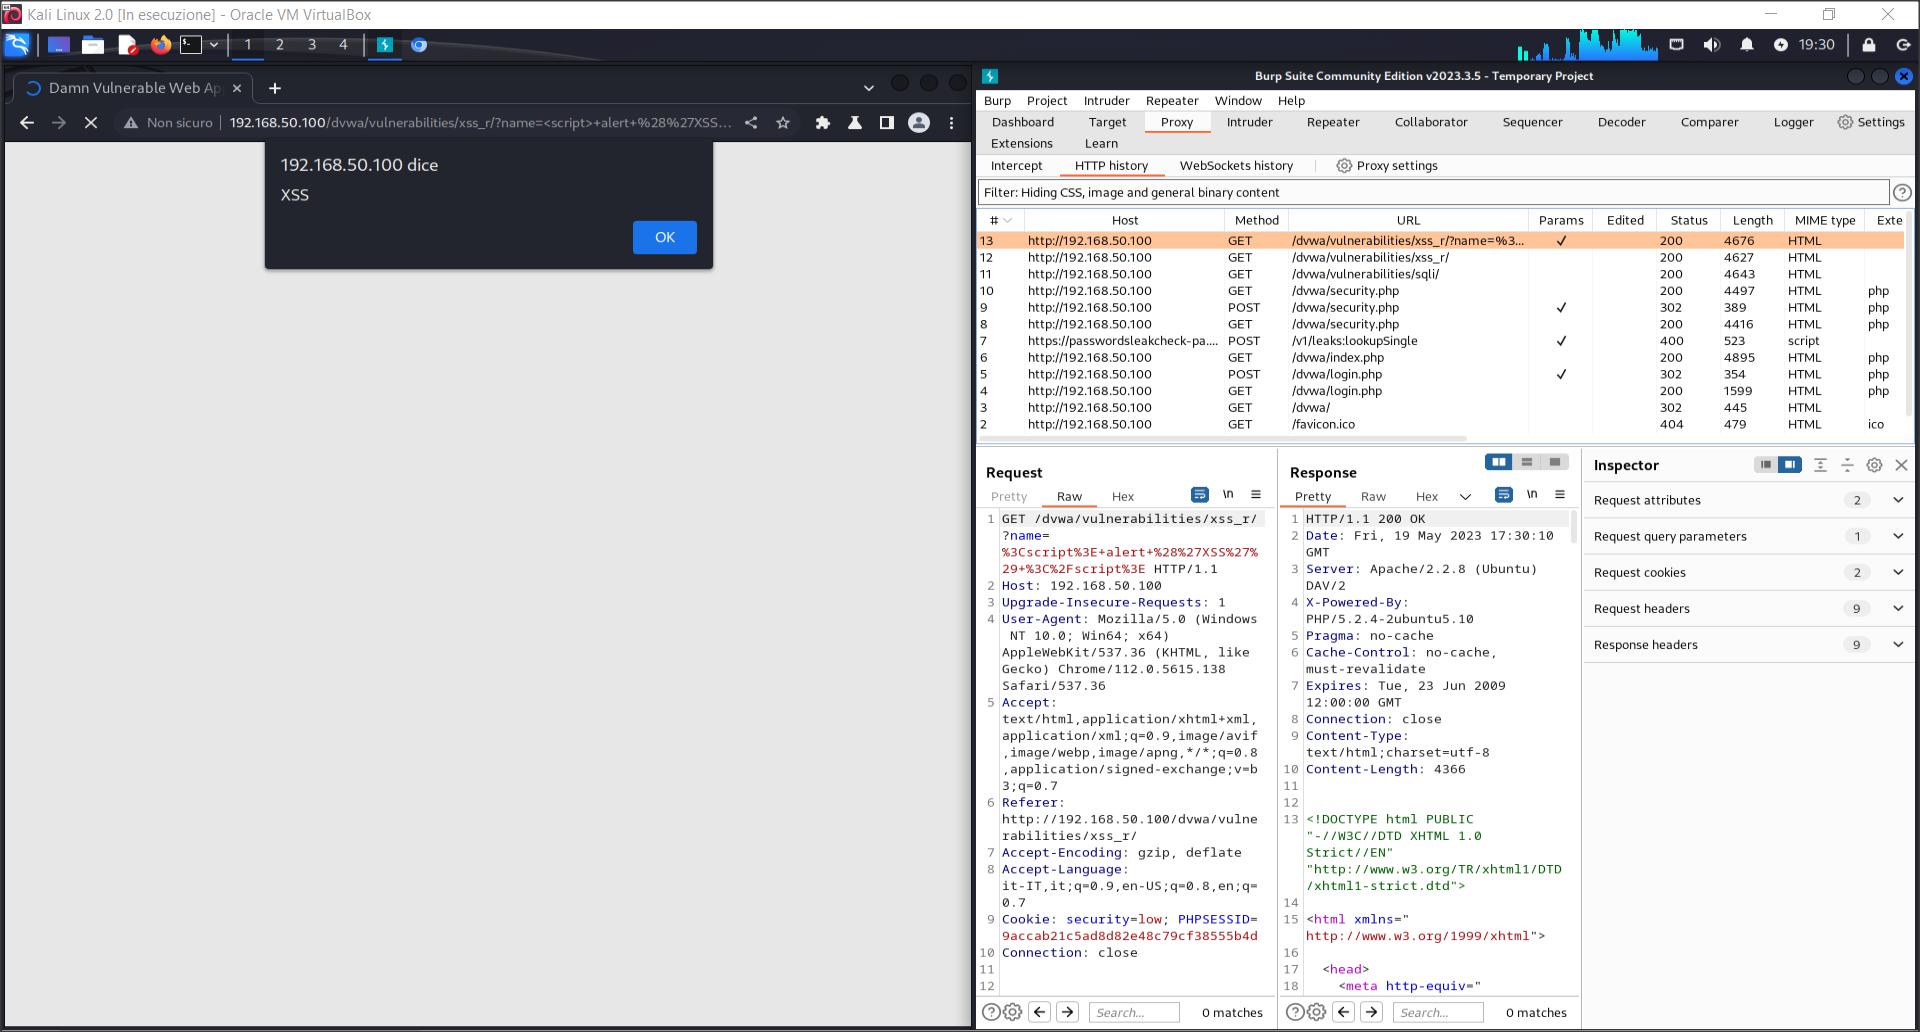 Kali Linux 2.0 [In esecuzione] - Oracle VM VirtualBox
1 2 3 4
19:30
Damn Vulnerable Web Ap
Non sicuro 192.168.50.100/dvwa/vulnerabilities/xss_r/?name=<script>+alert+%28%27XSS...
192.168.50.100 dice
XSS
OK
Burp Suite Community Edition v2023.3.5 - Temporary Project
Burp Project Intruder Repeater Window Help
Dashboard Target Proxy Intruder Repeater Collaborator Sequencer Decoder Comparer Logger Settings
Extensions Learn
Intercept HTTP history WebSockets history Proxy settings
Filter: Hiding CSS, image and general binary content
# Host Method URL Params Edited Status Length MIME type Exte
13 http://192.168.50.100 GET /dvwa/vulnerabilities/xss_r/?name=%3... ✓ 200 4676 HTML
12 http://192.168.50.100 GET /dvwa/vulnerabilities/xss_r/ 200 4627 HTML
11 http://192.168.50.100 GET /dvwa/vulnerabilities/sqli/ 200 4643 HTML
10 http://192.168.50.100 GET /dvwa/security.php 200 4497 HTML php
9 http://192.168.50.100 POST /dvwa/security.php ✓ 302 389 HTML php
8 http://192.168.50.100 GET /dvwa/security.php 200 4416 HTML php
7 https://passwordsleakcheck-pa.... POST /v1/leaks:lookupSingle ✓ 400 523 script
6 http://192.168.50.100 GET /dvwa/index.php 200 4895 HTML php
5 http://192.168.50.100 POST /dvwa/login.php ✓ 302 354 HTML php
4 http://192.168.50.100 GET /dvwa/login.php 200 1599 HTML php
3 http://192.168.50.100 GET /dvwa/ 302 445 HTML
2 http://192.168.50.100 GET /favicon.ico 404 479 HTML ico
Request
Pretty Raw Hex \n
1 GET /dvwa/vulnerabilities/xss_r/
?name=
%3Cscript%3E+alert+%28%27XSS%27%
29+%3C%2Fscript%3E HTTP/1.1
2 Host: 192.168.50.100
3 Upgrade-Insecure-Requests: 1
4 User-Agent: Mozilla/5.0 (Windows
NT 10.0; Win64; x64)
AppleWebKit/537.36 (KHTML, like
Gecko) Chrome/112.0.5615.138
Safari/537.36
5 Accept:
text/html,application/xhtml+xml,
application/xml;q=0.9,image/avif
,image/webp,image/apng,*/*;q=0.8
,application/signed-exchange;v=b
3;q=0.7
6 Referer:
http://192.168.50.100/dvwa/vulne
rabilities/xss_r/
7 Accept-Encoding: gzip, deflate
8 Accept-Language:
it-IT,it;q=0.9,en-US;q=0.8,en;q=
0.7
9 Cookie: security=low; PHPSESSID=
9accab21c5ad8d82e48c79cf38555b4d
10 Connection: close
11
12
Search... 0 matches
Response
Pretty Raw Hex \n
1 HTTP/1.1 200 OK
2 Date: Fri, 19 May 2023 17:30:10
GMT
3 Server: Apache/2.2.8 (Ubuntu)
DAV/2
4 X-Powered-By:
PHP/5.2.4-2ubuntu5.10
5 Pragma: no-cache
6 Cache-Control: no-cache,
must-revalidate
7 Expires: Tue, 23 Jun 2009
12:00:00 GMT
8 Connection: close
9 Content-Type:
text/html;charset=utf-8
10 Content-Length: 4366
11
12
13 <!DOCTYPE html PUBLIC
"-//W3C//DTD XHTML 1.0
Strict//EN"
"http://www.w3.org/TR/xhtml1/DTD
/xhtml1-strict.dtd">
14
15 <html xmlns="
http://www.w3.org/1999/xhtml">
16
17 <head>
18 <meta http-equiv="
Search... 0 matches
Inspector
Request attributes 2
Request query parameters 1
Request cookies 2
Request headers 9
Response headers 9